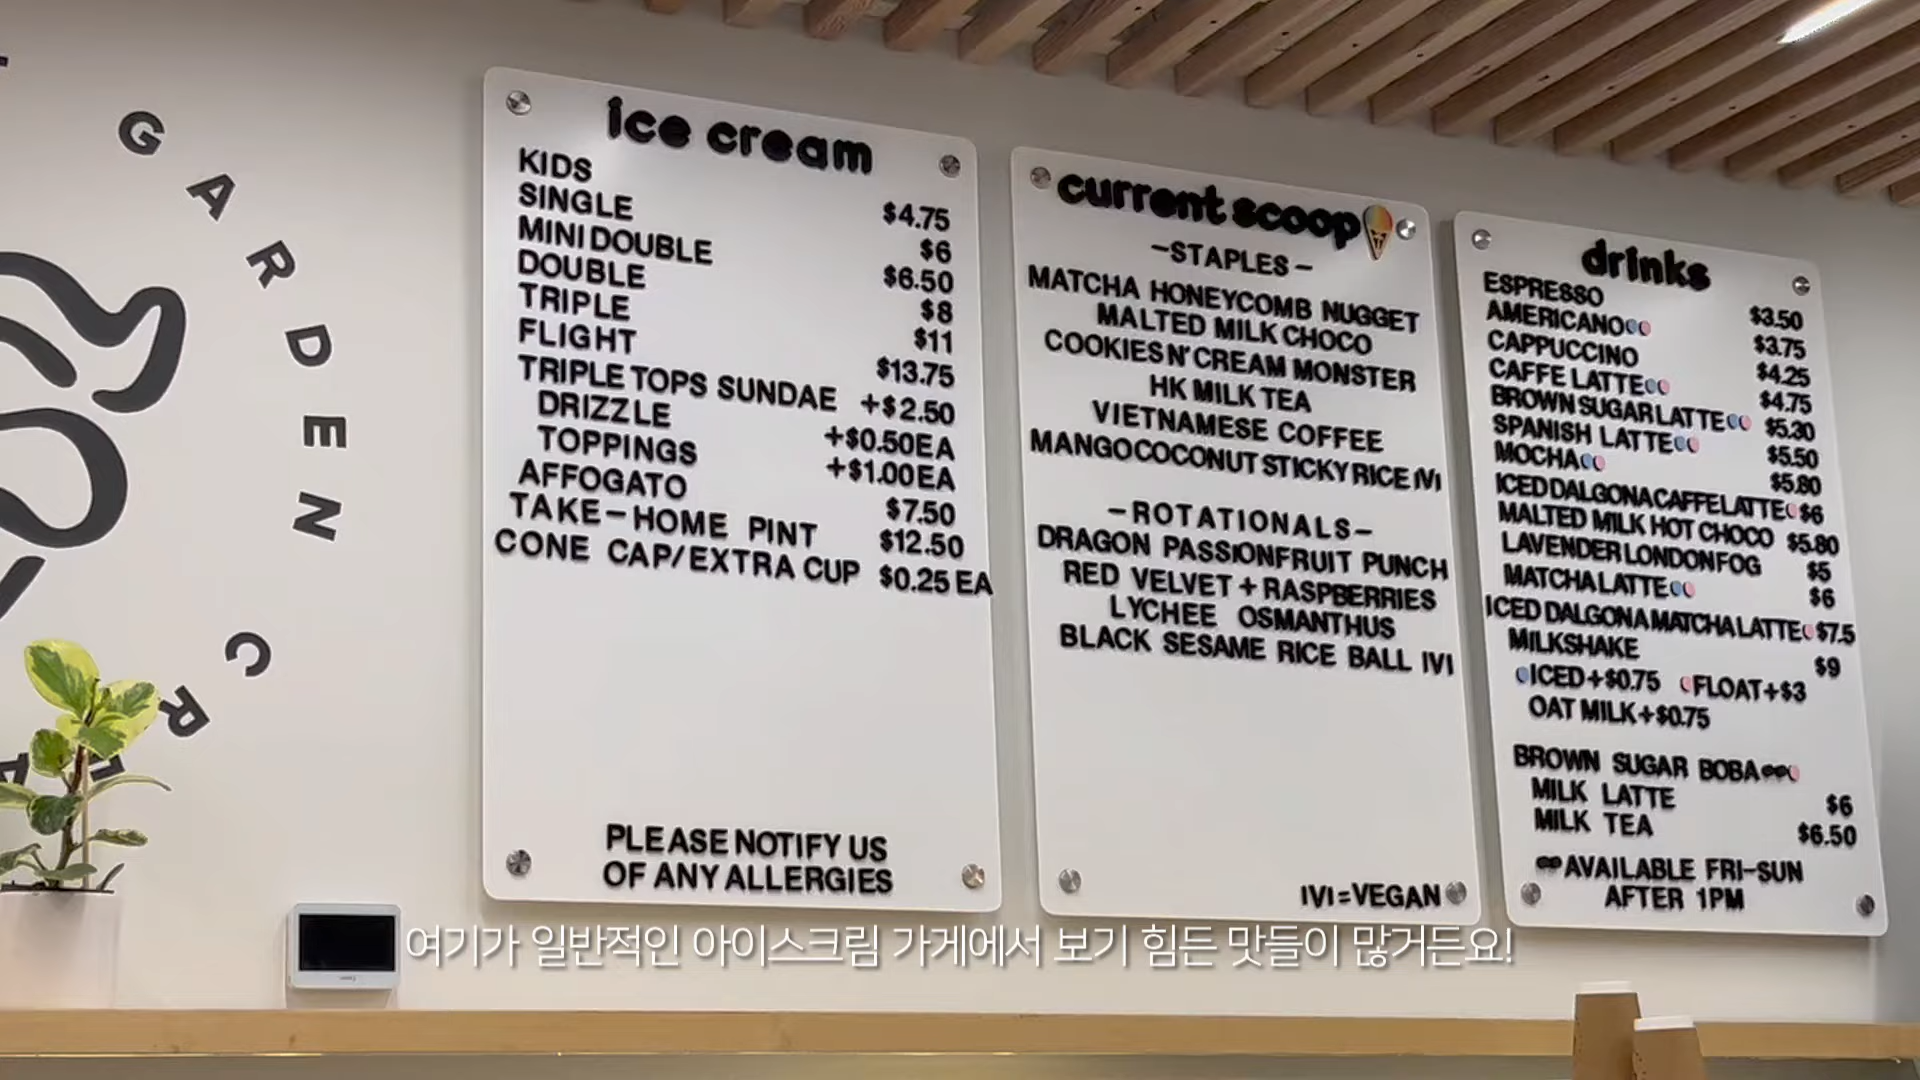 GARDEN
CREA
ice cream
KIDS $4.75
SINGLE $6
MINI DOUBLE $6.50
DOUBLE $8
TRIPLE $11
FLIGHT $13.75
TRIPLE TOPS SUNDAE +$2.50
DRIZZLE +$0.50EA
TOPPINGS +$1.00EA
AFFOGATO $7.50
TAKE-HOME PINT $12.50
CONE CAP/EXTRA CUP $0.25 EA
PLEASE NOTIFY US
OF ANY ALLERGIES
current scoop
-STAPLES-
MATCHA HONEYCOMB NUGGET
MALTED MILK CHOCO
COOKIES N' CREAM MONSTER
HK MILK TEA
VIETNAMESE COFFEE
MANGO COCONUT STICKY RICE IVI
-ROTATIONALS-
DRAGON PASSIONFRUIT PUNCH
RED VELVET + RASPBERRIES
LYCHEE OSMANTHUS
BLACK SESAME RICE BALL IVI
IVI=VEGAN
drinks
ESPRESSO $3.50
AMERICANO $3.75
CAPPUCCINO $4.25
CAFFE LATTE $4.75
BROWN SUGAR LATTE $5.30
SPANISH LATTE $5.50
MOCHA $5.80
ICED DALGONA CAFFE LATTE $6
MALTED MILK HOT CHOCO $5.80
LAVENDER LONDON FOG $5
MATCHA LATTE $6
ICED DALGONA MATCHA LATTE $7.5
MILKSHAKE $9
ICED+$0.75 FLOAT+$3
OAT MILK+$0.75
BROWN SUGAR BOBA
MILK LATTE $6
MILK TEA $6.50
AVAILABLE FRI-SUN
AFTER 1PM
여기가 일반적인 아이스크림 가게에서 보기 힘든 맛들이 많거든요!